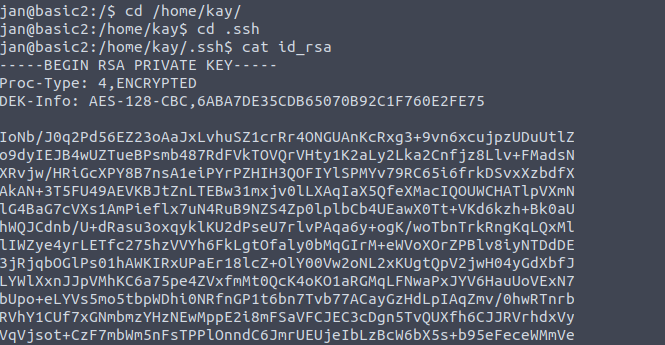 jan@basic2:/$ cd /home/kay/
jan@basic2:/home/kay$ cd .ssh
jan@basic2:/home/kay/.ssh$ cat id_rsa
-----BEGIN RSA PRIVATE KEY-----
Proc-Type: 4,ENCRYPTED
DEK-Info: AES-128-CBC,6ABA7DE35CDB65070B92C1F760E2FE75

IoNb/J0q2Pd56EZ23oAaJxLvhuSZ1crRr4ONGUAnKcRxg3+9vn6xcujpzUDuUtlZ
o9dyIEJB4wUZTueBPsmb487RdFVkTOVQrVHty1K2aLy2Lka2Cnfjz8Llv+FMadsN
XRvjw/HRiGcXPY8B7nsA1eiPYrPZHIH3QOFIYlSPMYv79RC65i6frkDSvxXzbdfX
AkAN+3T5FU49AEVKBJtZnLTEBw31mxjv0lLXAqIaX5QfeXMacIQOUWCHATlpVXmN
lG4BaG7cVXs1AmPieflx7uN4RuB9NZS4Zp0lplbCb4UEawX0Tt+VKd6kzh+Bk0aU
hWQJCdnb/U+dRasu3oxqyklKU2dPseU7rlvPAqa6y+ogK/woTbnTrkRngKqLQxMl
lIWZye4yrLETfc275hzVVYh6FkLgtOfaly0bMqGIrM+eWVoXOrZPBlv8iyNTDdDE
3jRjqbOGlPs01hAWKIRxUPaEr18lcZ+OlY00Vw2oNL2xKUgtQpV2jwH04yGdXbfJ
LYWlXxnJJpVMhKC6a75pe4ZVxfmMt0QcK4oKO1aRGMqLFNwaPxJYV6HauUoVExN7
bUpo+eLYVs5mo5tbpWDhi0NRfnGP1t6bn7Tvb77ACayGzHdLpIAqZmv/0hwRTnrb
RVhY1CUf7xGNmbmzYHzNEwMppE2i8mFSaVFCJEC3cDgn5TvQUXfh6CJJRVrhdxVy
VqVjsot+CzF7mbWm5nFsTPPlOnndC6JmrUEUjeIbLzBcW6bX5s+b95eFeceWMmVe